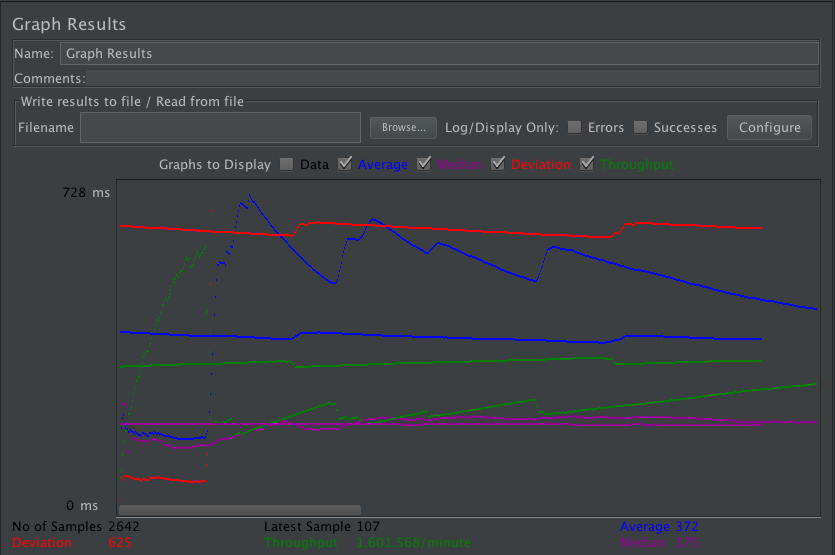 Graph Results
Name: Graph Results
Comments:
Write results to file / Read from file
Filename Browse... Log/Display Only: Errors Successes Configure
Graphs to Display Data Average Median Deviation Throughput
728 ms
0 ms
No of Samples 2642 Latest Sample 107 Average 372
Deviation 625 Throughput 1,601.568/minute Median